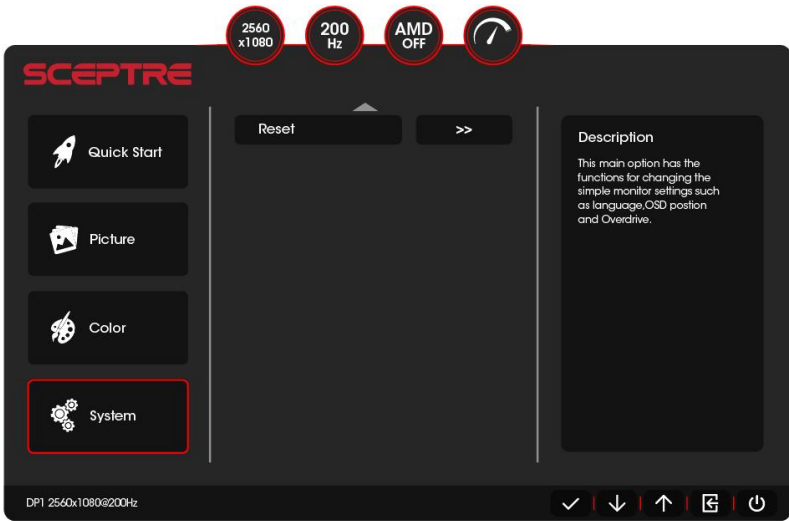 2560
x1080
200
Hz
AMD
OFF
SCEPTRE
Quick Start
Picture
Color
System
Reset >>
Description
This main option has the
functions for changing the
simple monitor settings such
as language,OSD postion
and Overdrive.
DP1 2560x1080@200Hz